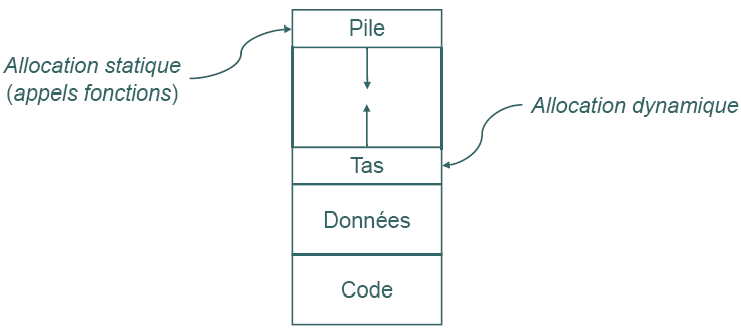 Pile
Allocation statique
(appels fonctions)
Allocation dynamique
Tas
Données
Code